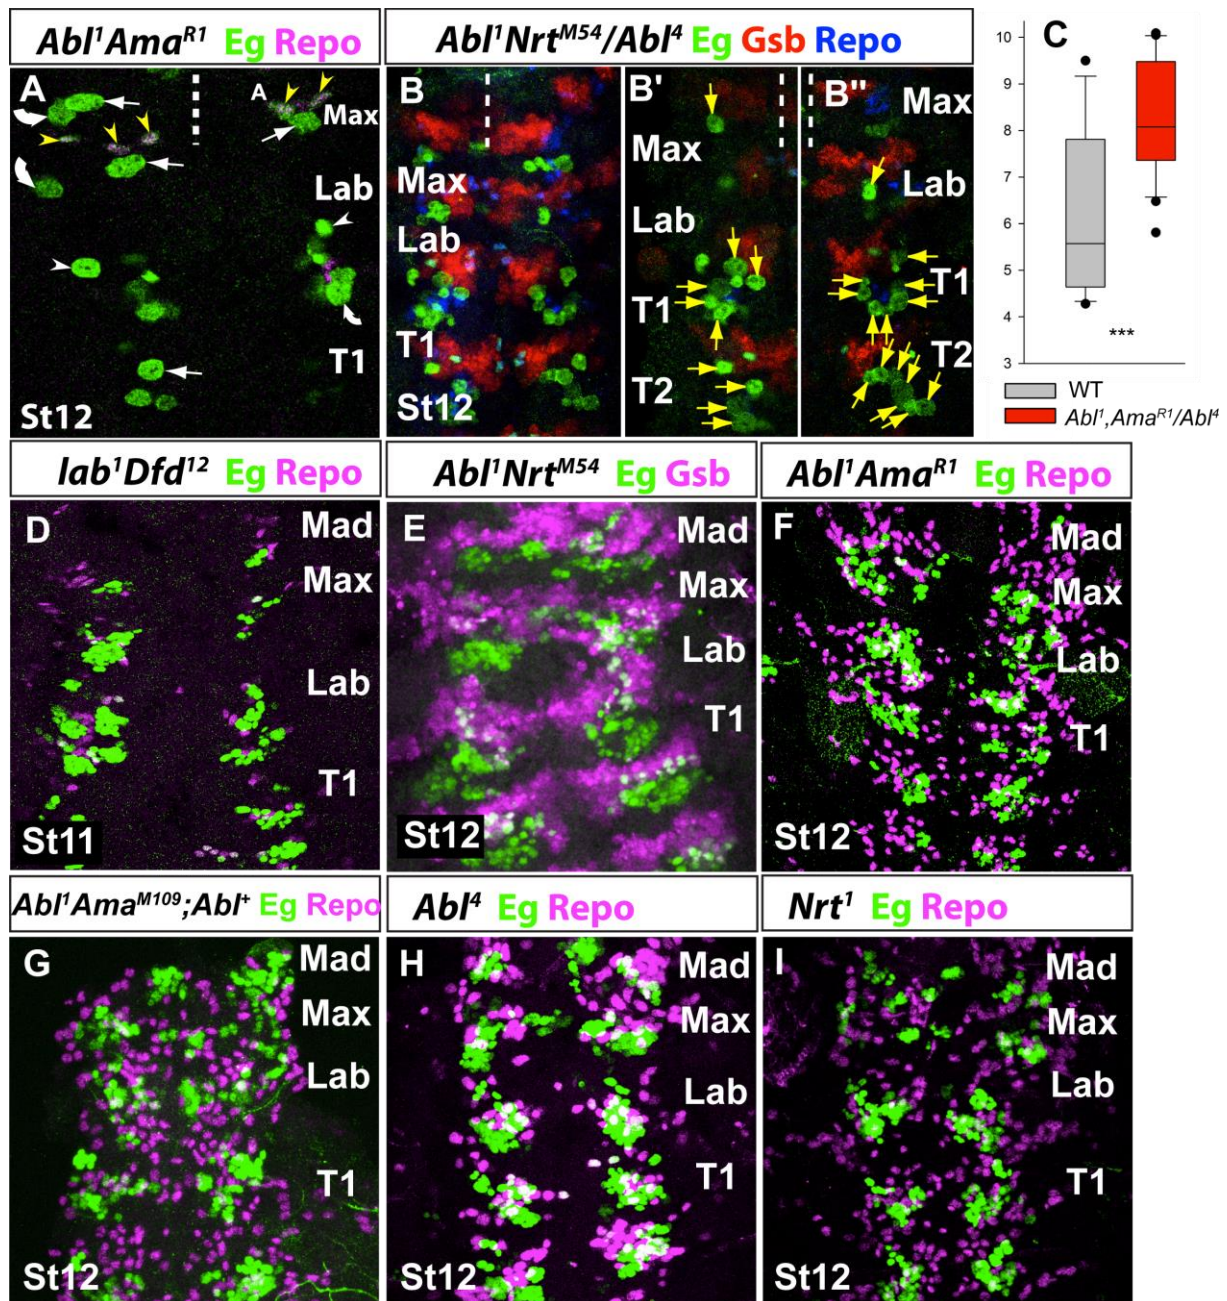 Abl¹Ama^R1 Eg Repo
A
A
Max
Lab
T1
St12
Abl¹Nrt^M54/Abl⁴ Eg Gsb Repo
B
Max
Lab
T1
St12
B'
Max
Lab
T1
T2
B''
Max
Lab
T1
T2
C
10
9
8
7
6
5
4
3
***
WT
Abl¹,Ama^R1/Abl⁴
lab¹Dfd¹² Eg Repo
D
Mad
Max
Lab
T1
St11
Abl¹Nrt^M54 Eg Gsb
E
Mad
Max
Lab
T1
St12
Abl¹Ama^R1 Eg Repo
F
Mad
Max
Lab
T1
St12
Abl¹Ama^M109;Abl⁺ Eg Repo
G
Mad
Max
Lab
T1
St12
Abl⁴ Eg Repo
H
Mad
Max
Lab
T1
St12
Nrt¹ Eg Repo
I
Mad
Max
Lab
T1
St12